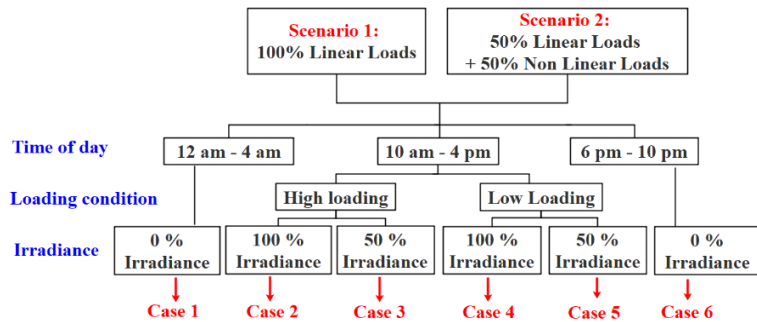 Scenario 1:
100% Linear Loads
Scenario 2:
50% Linear Loads
+ 50% Non Linear Loads
Time of day
12 am - 4 am
10 am - 4 pm
6 pm - 10 pm
Loading condition
High loading
Low Loading
Irradiance
0 %
Irradiance
100 %
Irradiance
50 %
Irradiance
100 %
Irradiance
50 %
Irradiance
0 %
Irradiance
Case 1
Case 2
Case 3
Case 4
Case 5
Case 6